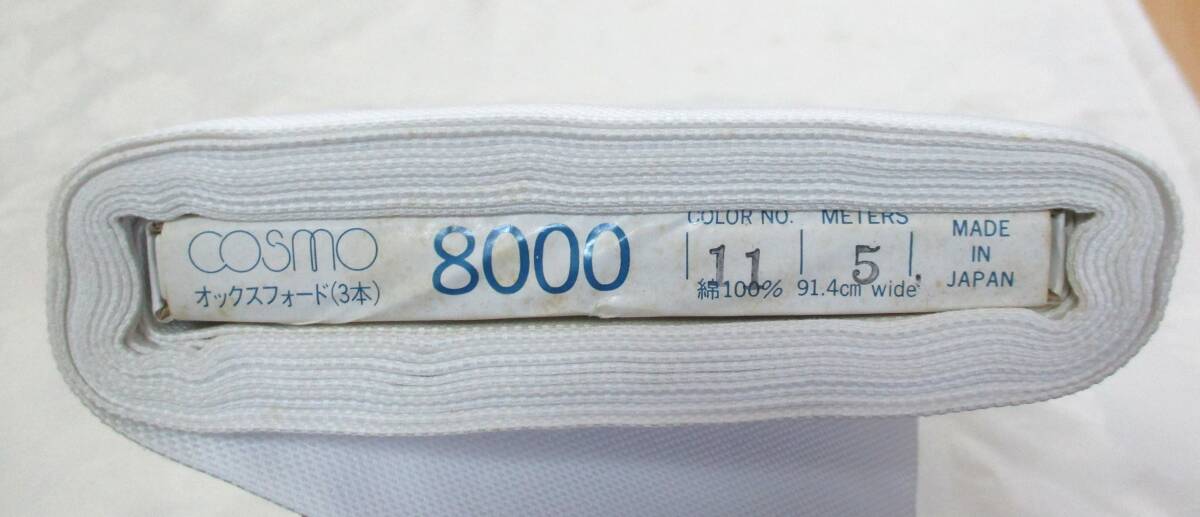 COSMO
オックスフォード(3本)
8000
COLOR NO. METERS
11 5.
綿100% 91.4cm wide
MADE
IN
JAPAN